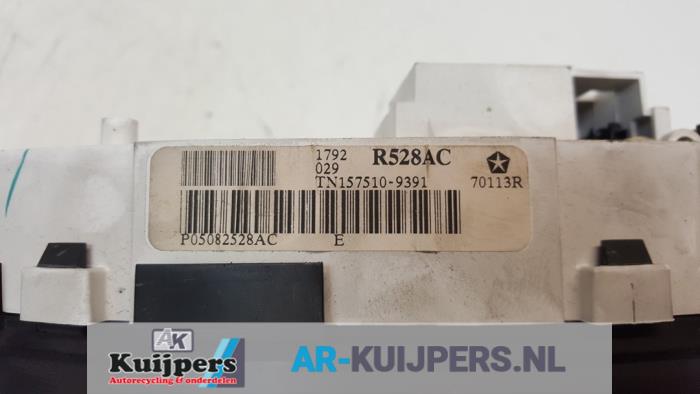 1792
029
R528AC
TN157510-9391
70113R
P05082528AC
E
AK
Kuijpers
Autorecycling & onderdelen
AR-KUIJPERS.NL